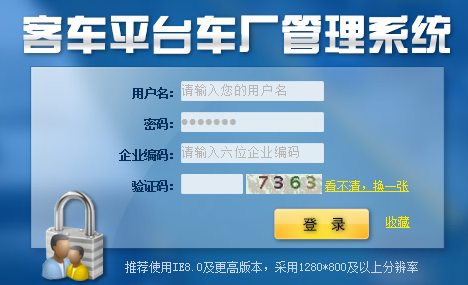 客车平台车厂管理系统
用户名: 请输入您的用户名
密码: ●●●●●●●
企业编码: 请输入六位企业编码
验证码: 7363 看不清，换一张
登 录 收藏
推荐使用IE8.0及更高版本，采用1280*800及以上分辨率